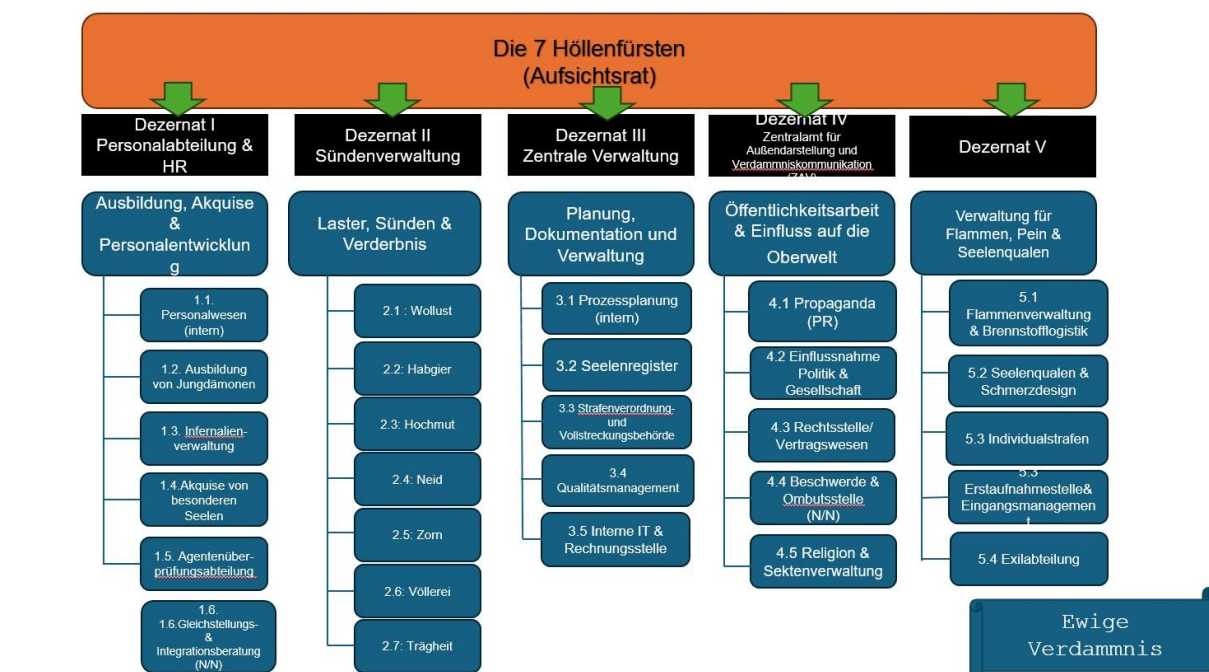 Die 7 Höllenfürsten
(Aufsichtsrat)
Dezernat I
Personalabteilung &
HR
Dezernat II
Sündenverwaltung
Dezernat III
Zentrale Verwaltung
Dezernat IV
Zentralamt für
Außendarstellung und
Verdammniskommunikation
(ZAV)
Dezernat V
Ausbildung, Akquise
&
Personalentwicklun
g
1.1.
Personalwesen
(intern)
1.2. Ausbildung
von Jungdämonen
1.3. Infernalien-
verwaltung
1.4.Akquise von
besonderen
Seelen
1.5. Agentenüber-
prüfungsabteilung
1.6.
1.6.Gleichstellungs-
&
Integrationsberatung
(N/N)
Laster, Sünden &
Verderbnis
2.1 : Wollust
2.2: Habgier
2.3: Hochmut
2.4: Neid
2.5: Zorn
2.6: Völlerei
2.7: Trägheit
Planung,
Dokumentation und
Verwaltung
3.1 Prozessplanung
(intern)
3.2 Seelenregister
3.3 Strafenverordnung-
und
Vollstreckungsbehörde
3.4
Qualitätsmanagement
3.5 Interne IT &
Rechnungsstelle
Öffentlichkeitsarbeit
& Einfluss auf die
Oberwelt
4.1 Propaganda
(PR)
4.2 Einflussnahme
Politik &
Gesellschaft
4.3 Rechtsstelle/
Vertragswesen
4.4 Beschwerde &
Ombutsstelle
(N/N)
4.5 Religion &
Sektenverwaltung
Verwaltung für
Flammen, Pein &
Seelenqualen
5.1
Flammenverwaltung
& Brennstofflogistik
5.2 Seelenqualen &
Schmerzdesign
5.3 Individualstrafen
5.3
Erstaufnahmestelle&
Eingangsmanagemen
t
5.4 Exilabteilung
Ewige
Verdammnis